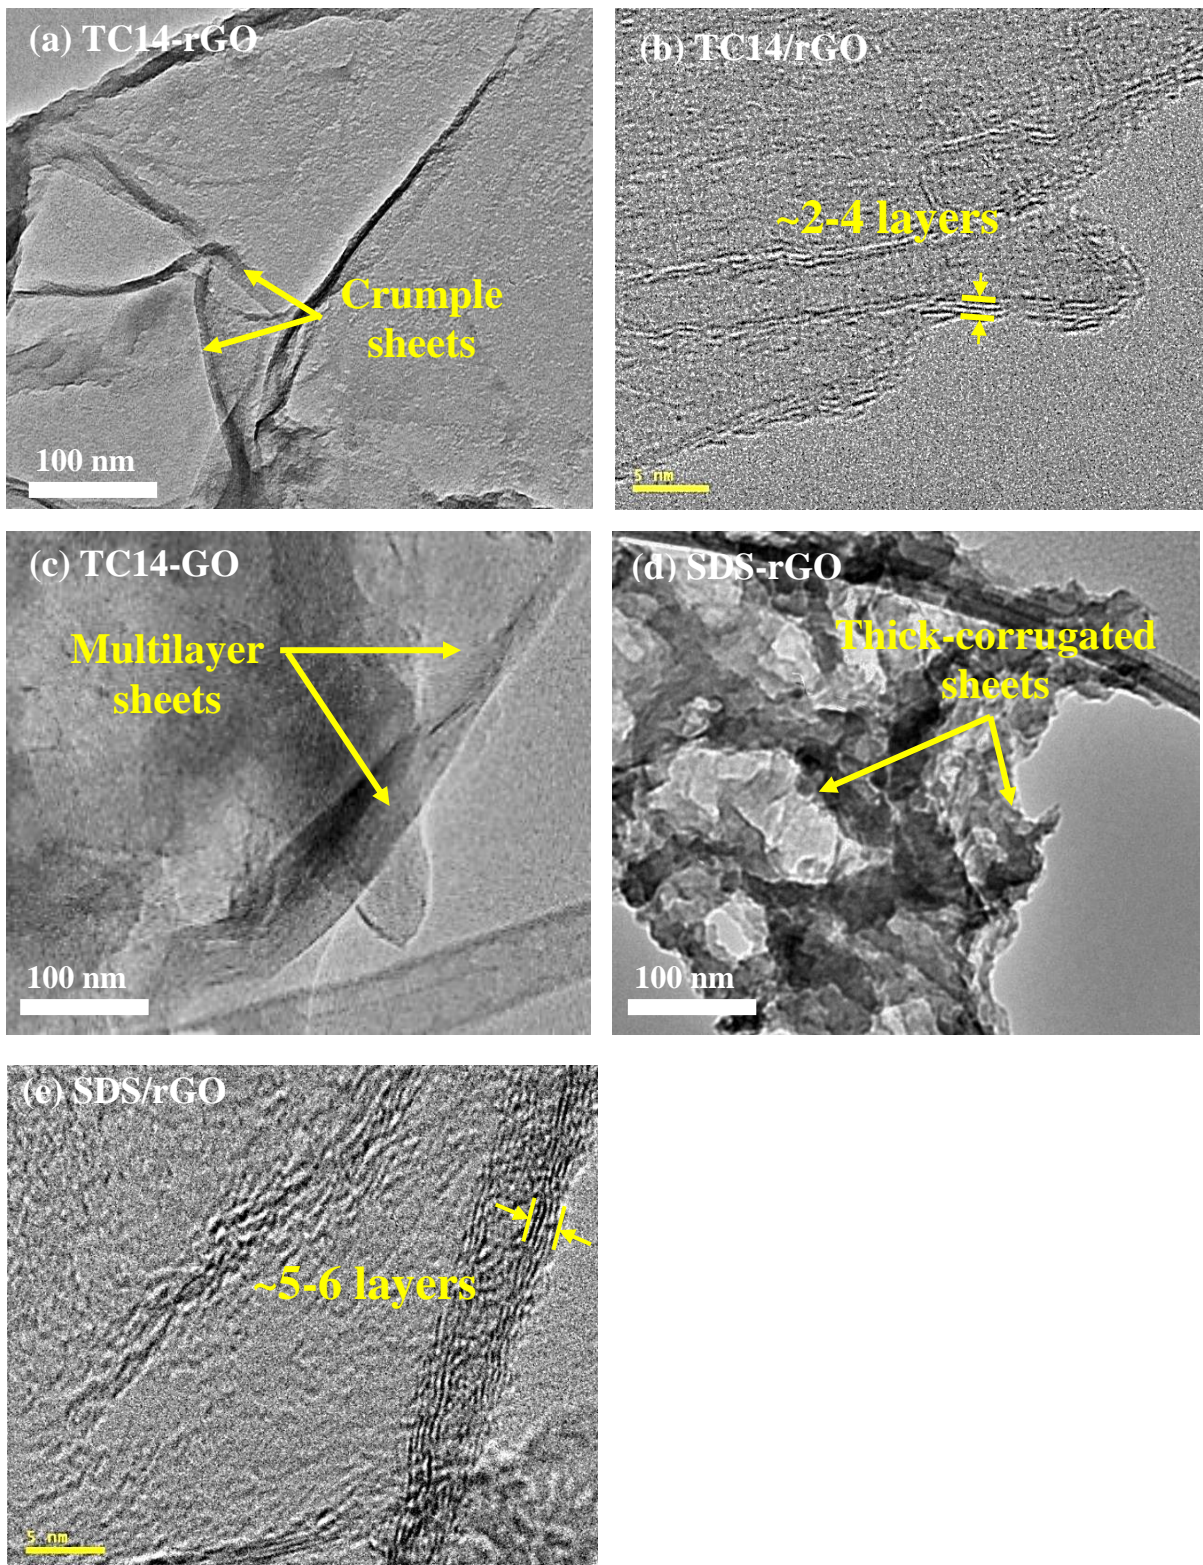 (a) TC14-rGO
Crumple
sheets
100 nm
(b) TC14/rGO
~2-4 layers
5 nm
(c) TC14-GO
Multilayer
sheets
100 nm
(d) SDS-rGO
Thick-corrugated
sheets
100 nm
(e) SDS/rGO
~5-6 layers
5 nm